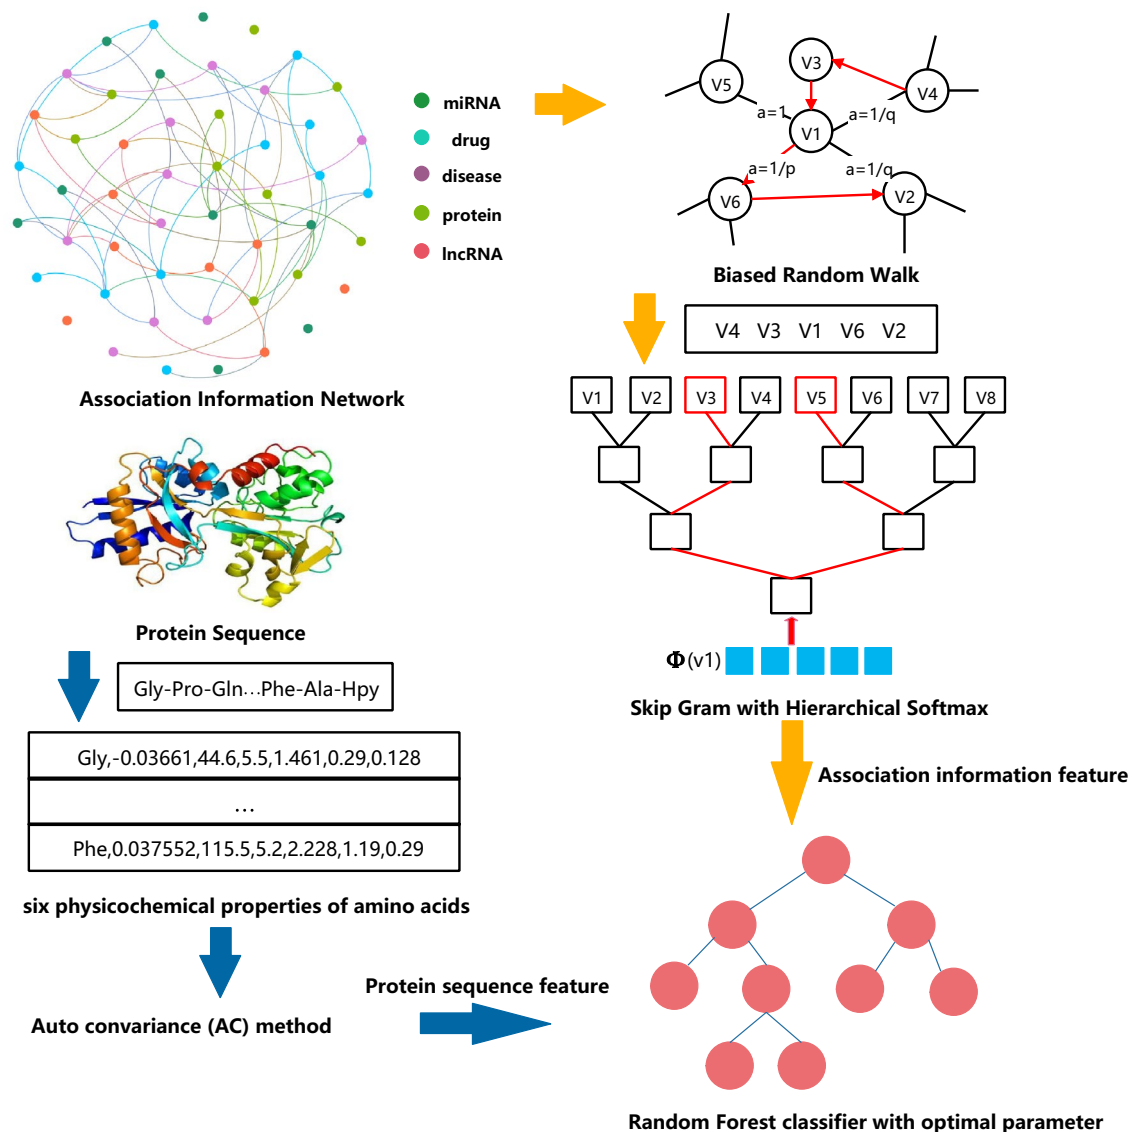 miRNA
drug
disease
protein
lncRNA
Association Information Network
V3
V5
V4
a=1
a=1/q
V1
a=1/p
a=1/q
V6
V2
Biased Random Walk
V4 V3 V1 V6 V2
V1 V2 V3 V4 V5 V6 V7 V8
Φ(v1)
Skip Gram with Hierarchical Softmax
Association information feature
Protein Sequence
Gly-Pro-Gln...Phe-Ala-Hpy
Gly,-0.03661,44.6,5.5,1.461,0.29,0.128
...
Phe,0.037552,115.5,5.2,2.228,1.19,0.29
six physicochemical properties of amino acids
Auto convariance (AC) method
Protein sequence feature
Random Forest classifier with optimal parameter